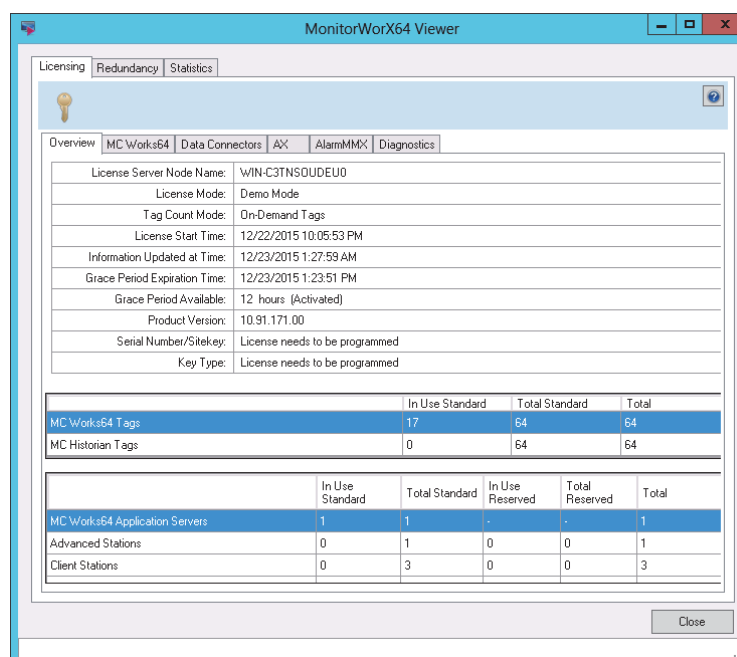 MonitorWorX64 Viewer
Licensing Redundancy Statistics
Overview MC Works64 Data Connectors AX AlarmMMX Diagnostics
License Server Node Name: WIN-C3TNSOUDEU0
License Mode: Demo Mode
Tag Count Mode: On-Demand Tags
License Start Time: 12/22/2015 10:05:53 PM
Information Updated at Time: 12/23/2015 1:27:59 AM
Grace Period Expiration Time: 12/23/2015 1:23:51 PM
Grace Period Available: 12 hours (Activated)
Product Version: 10.91.171.00
Serial Number/Sitekey: License needs to be programmed
Key Type: License needs to be programmed
In Use Standard Total Standard Total
MC Works64 Tags 17 64 64
MC Historian Tags 0 64 64
In Use Standard Total Standard In Use Reserved Total Reserved Total
MC Works64 Application Servers 1 1 - - 1
Advanced Stations 0 1 0 0 1
Client Stations 0 3 0 0 3
Close